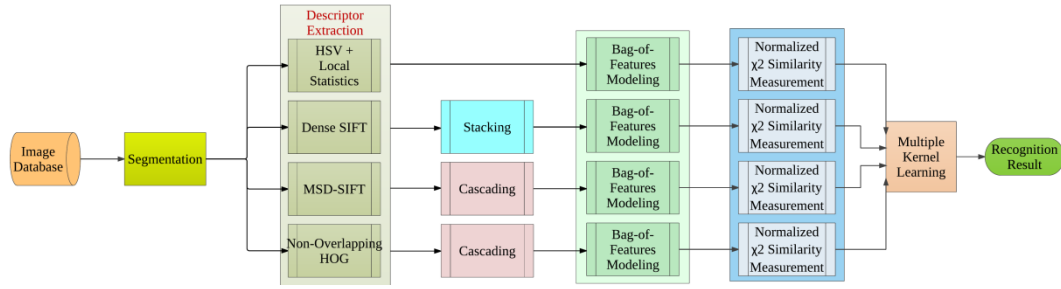 Descriptor
Extraction
HSV +
Local
Statistics
Bag-of-
Features
Modeling
Normalized
χ2 Similarity
Measurement
Image
Database
Segmentation
Dense SIFT
Stacking
Bag-of-
Features
Modeling
Normalized
χ2 Similarity
Measurement
Multiple
Kernel
Learning
Recognition
Result
MSD-SIFT
Cascading
Bag-of-
Features
Modeling
Normalized
χ2 Similarity
Measurement
Non-Overlapping
HOG
Cascading
Bag-of-
Features
Modeling
Normalized
χ2 Similarity
Measurement